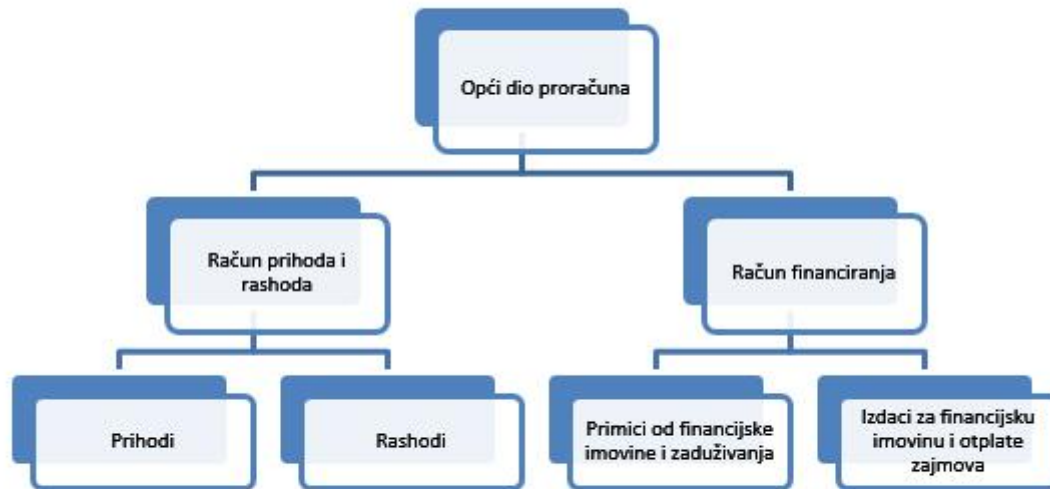 Opći dio proračuna
Račun prihoda i
rashoda
Račun financiranja
Prihodi
Rashodi
Primici od financijske
imovine i zaduživanja
Izdaci za financijsku
imovinu i otplate
zajmova